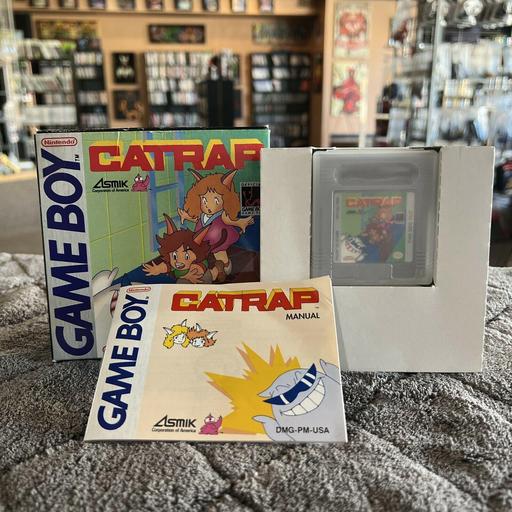 Nintendo
GAME BOY
TM
CATRAP
ASMIK
Corporation of America
CATRAP
Nintendo
GAME BOY
CATRAP
MANUAL
ASMIK
Corporation of America
DMG-PM-USA